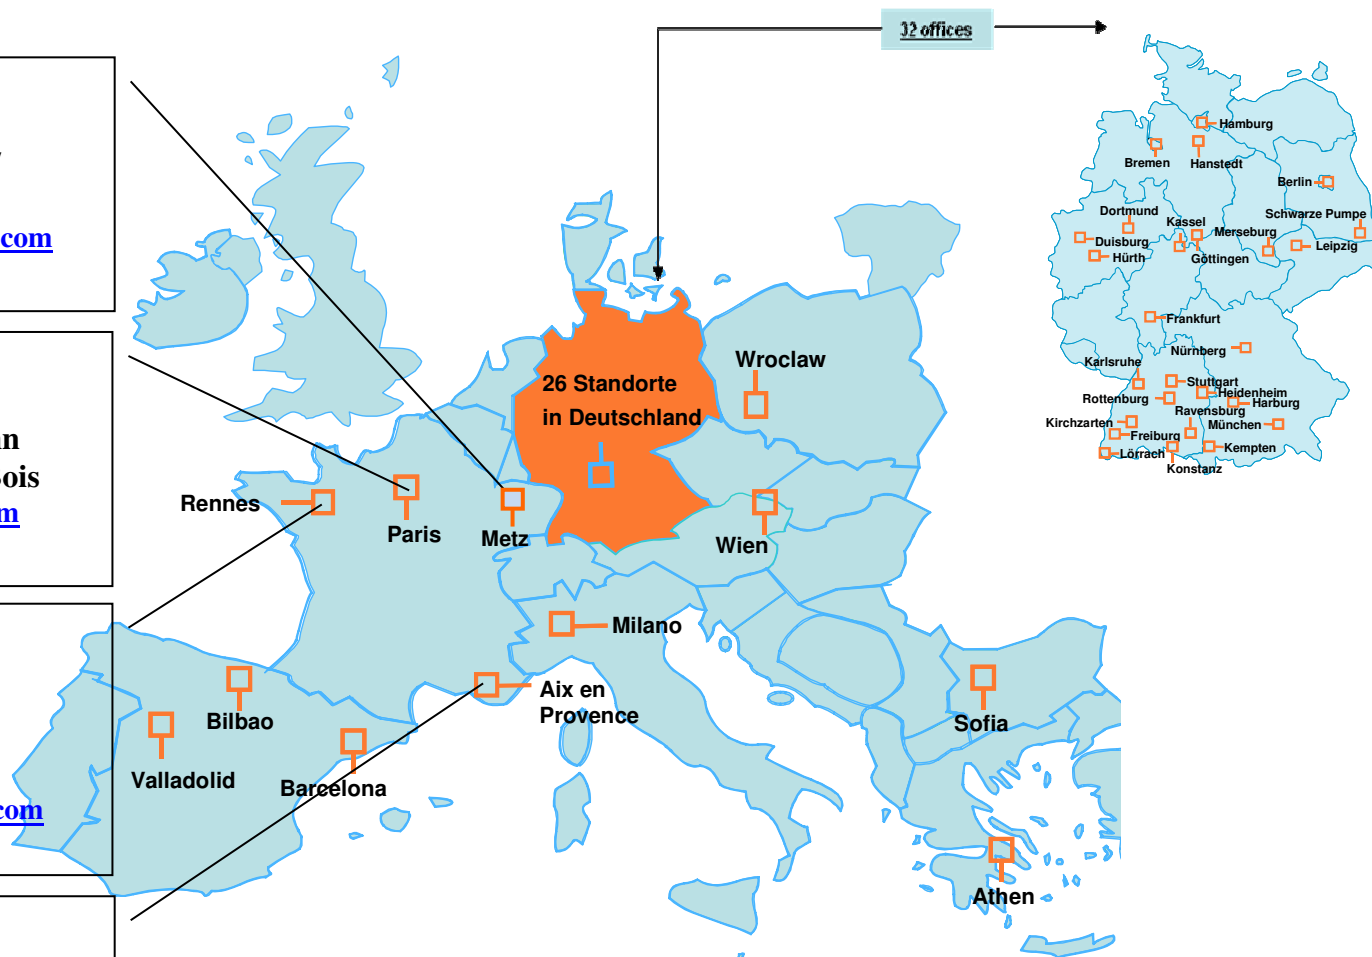 32 offices
com
an
Bois
m
com
26 Standorte
in Deutschland
Wroclaw
Rennes
Paris
Metz
Wien
Milano
Aix en
Provence
Bilbao
Valladolid
Barcelona
Sofia
Athen
Hamburg
Bremen
Hanstedt
Berlin
Dortmund
Kassel
Schwarze Pumpe
Merseburg
Duisburg
Leipzig
Hürth
Göttingen
Frankfurt
Nürnberg
Karlsruhe
Stuttgart
Heidenheim
Rottenburg
Harburg
Ravensburg
Kirchzarten
München
Freiburg
Kempten
Lörrach
Konstanz